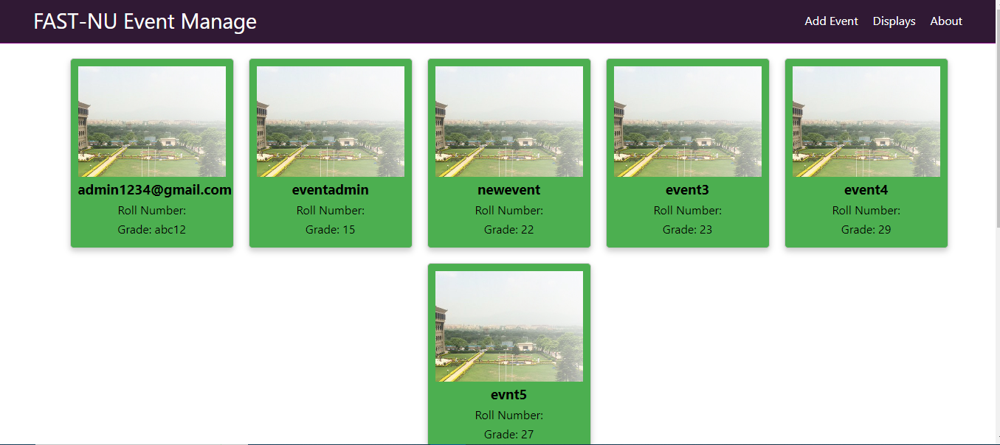 FAST-NU Event Manage
Add Event Displays About
admin1234@gmail.com
Roll Number:
Grade: abc12
eventadmin
Roll Number:
Grade: 15
newevent
Roll Number:
Grade: 22
event3
Roll Number:
Grade: 23
event4
Roll Number:
Grade: 29
evnt5
Roll Number:
Grade: 27